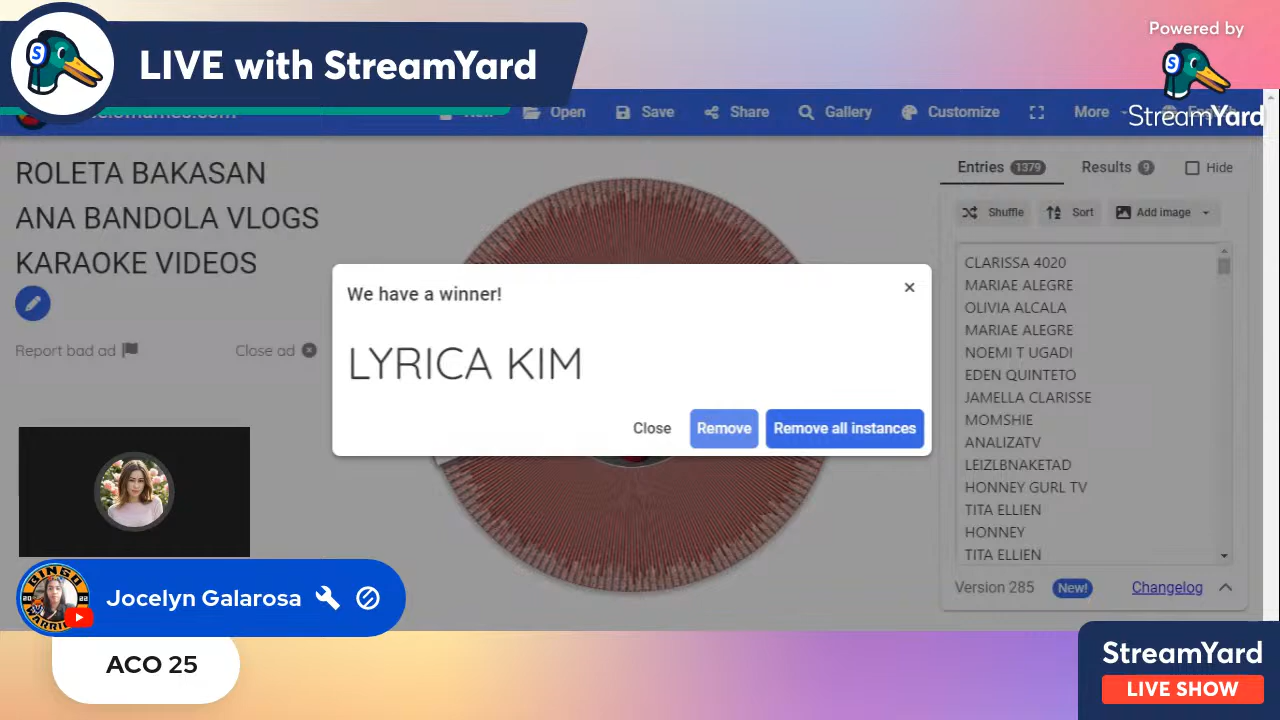 LIVE with StreamYard
Powered by
StreamYard
Open
Save
Share
Gallery
Customize
More
ROLETA BAKASAN
ANA BANDOLA VLOGS
KARAOKE VIDEOS
Report bad ad
Close ad
Entries 1379
Results 9
Hide
Shuffle
Sort
Add image
CLARISSA 4020
MARIAE ALEGRE
OLIVIA ALCALA
MARIAE ALEGRE
NOEMI T UGADI
EDEN QUINTETO
JAMELLA CLARISSE
MOMSHIE
ANALIZATV
LEIZLBNAKETAD
HONNEY GURL TV
TITA ELLIEN
HONNEY
TITA ELLIEN
Version 285
New!
Changelog
We have a winner!
LYRICA KIM
Close
Remove
Remove all instances
BINGO
Jocelyn Galarosa
ACO 25
StreamYard
LIVE SHOW